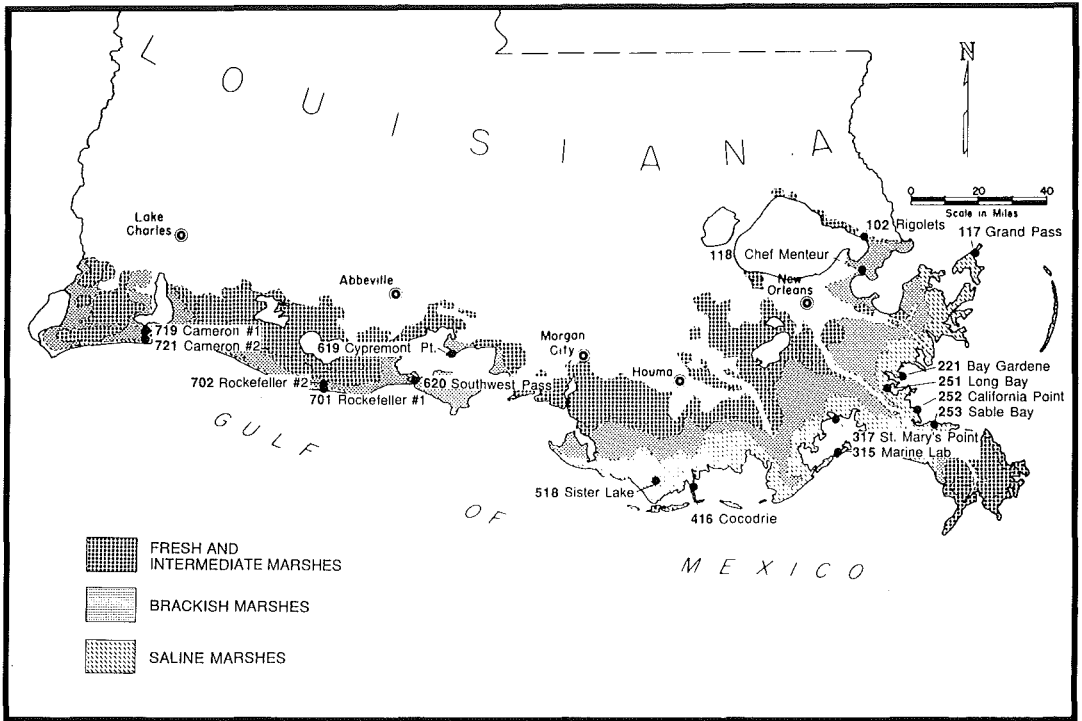 LOUISIANA
N
0 20 40
Scale in Miles
Lake
Charles
102 Rigolets
117 Grand Pass
118
Chef Menteur
New
Orleans
Abbeville
719 Cameron #1
721 Cameron #2
619 Cypremont Pt.
Morgan
City
Houma
702 Rockefeller #2
701 Rockefeller #1
620 Southwest Pass
221 Bay Gardene
251 Long Bay
252 California Point
253 Sable Bay
317 St. Mary's Point
315 Marine Lab
518 Sister Lake
416 Cocodrie
GULF
OF
MEXICO
FRESH AND
INTERMEDIATE MARSHES
BRACKISH MARSHES
SALINE MARSHES